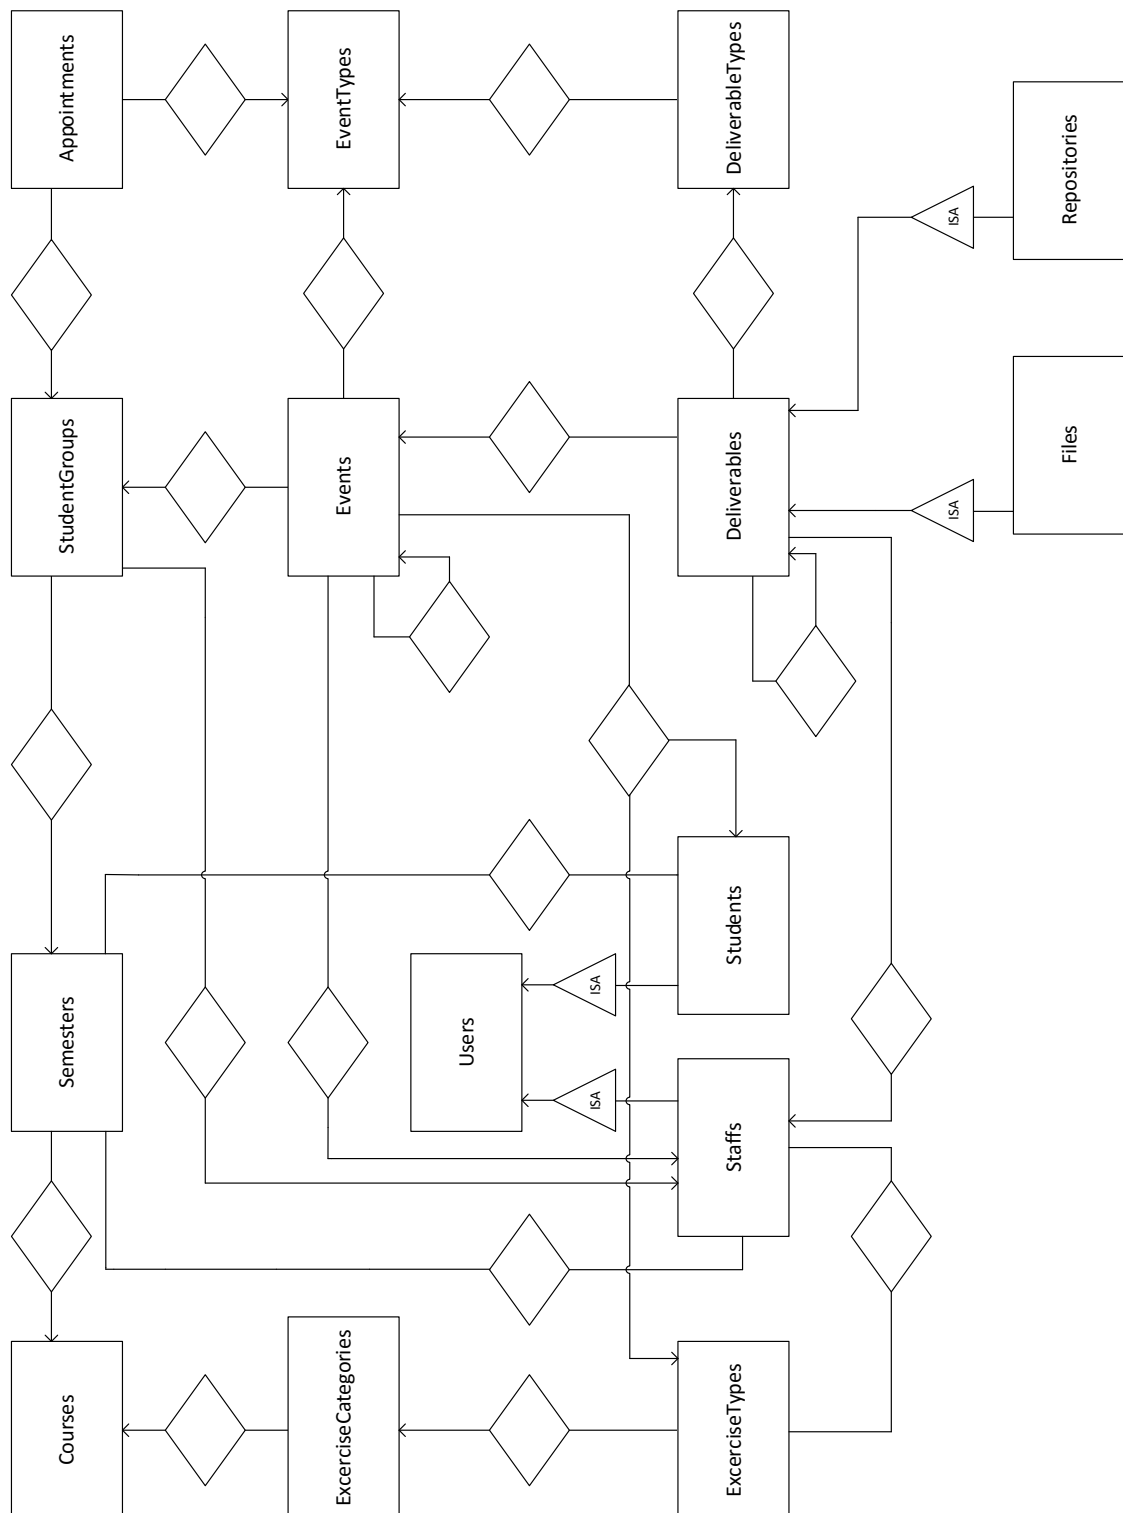 Courses
Semesters
StudentGroups
Appointments
ExcerciseCategories
Events
EventTypes
Users
ISA
ISA
ExcerciseTypes
Staffs
Students
Deliverables
DeliverableTypes
ISA
ISA
Files
Repositories